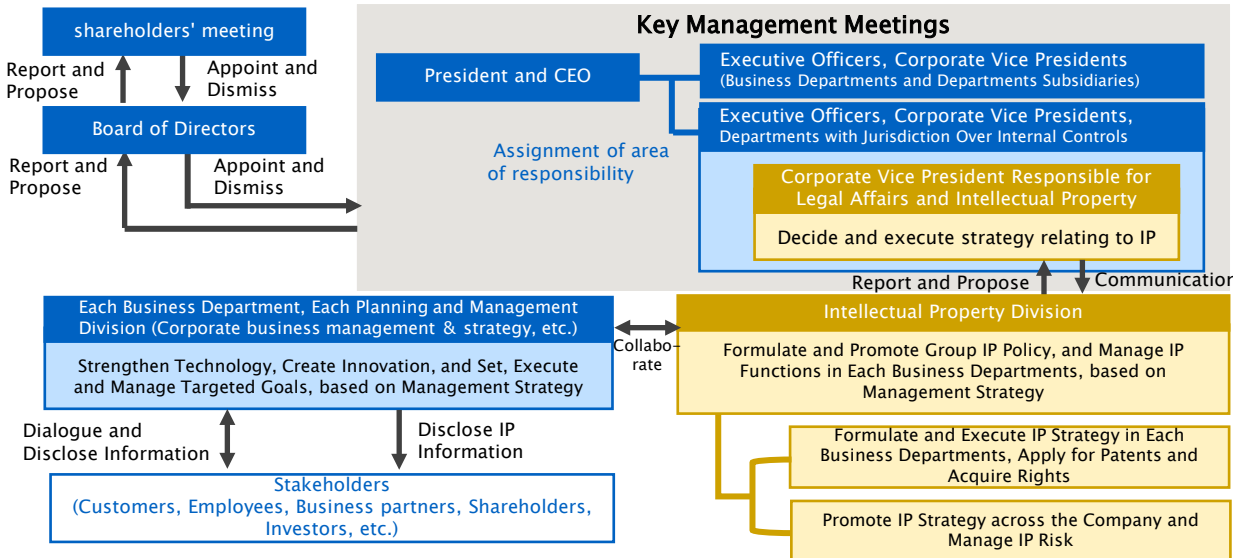 Key Management Meetings
shareholders' meeting
Report and
Propose
Appoint and
Dismiss
Board of Directors
Report and
Propose
Appoint and
Dismiss
President and CEO
Executive Officers, Corporate Vice Presidents
(Business Departments and Departments Subsidiaries)
Executive Officers, Corporate Vice Presidents,
Departments with Jurisdiction Over Internal Controls
Assignment of area
of responsibility
Corporate Vice President Responsible for
Legal Affairs and Intellectual Property
Decide and execute strategy relating to IP
Report and Propose
Communication
Each Business Department, Each Planning and Management
Division (Corporate business management & strategy, etc.)
Strengthen Technology, Create Innovation, and Set, Execute
and Manage Targeted Goals, based on Management Strategy
Collabo-
rate
Intellectual Property Division
Formulate and Promote Group IP Policy, and Manage IP
Functions in Each Business Departments, based on
Management Strategy
Dialogue and
Disclose Information
Disclose IP
Information
Stakeholders
(Customers, Employees, Business partners, Shareholders,
Investors, etc.)
Formulate and Execute IP Strategy in Each
Business Departments, Apply for Patents and
Acquire Rights
Promote IP Strategy across the Company and
Manage IP Risk